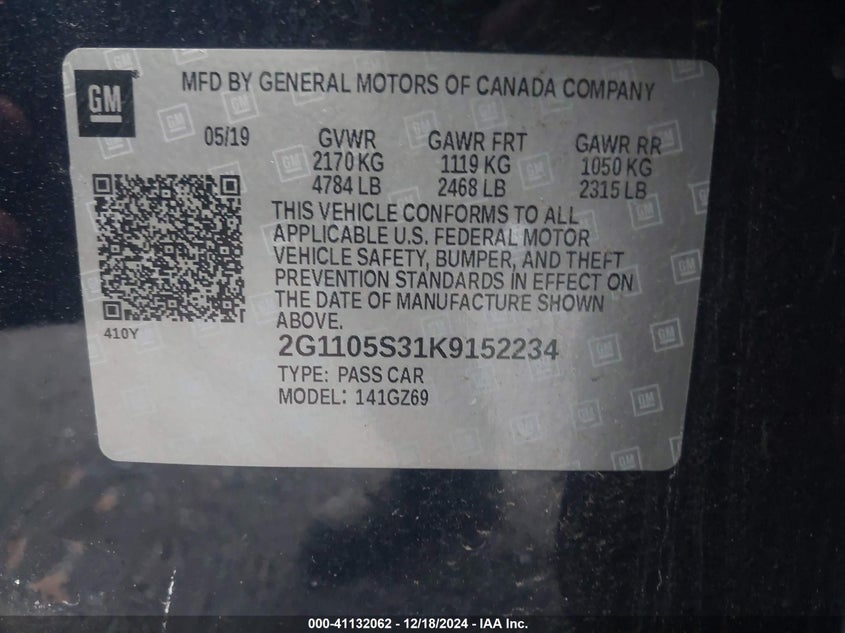 GM
MFD BY GENERAL MOTORS OF CANADA COMPANY
05/19 GVWR GAWR FRT GAWR RR
2170 KG 1119 KG 1050 KG
4784 LB 2468 LB 2315 LB
THIS VEHICLE CONFORMS TO ALL
APPLICABLE U.S. FEDERAL MOTOR
VEHICLE SAFETY, BUMPER, AND THEFT
PREVENTION STANDARDS IN EFFECT ON
THE DATE OF MANUFACTURE SHOWN
ABOVE.
410Y
2G1105S31K9152234
TYPE: PASS CAR
MODEL: 141GZ69
000-41132062 - 12/18/2024 - IAA Inc.